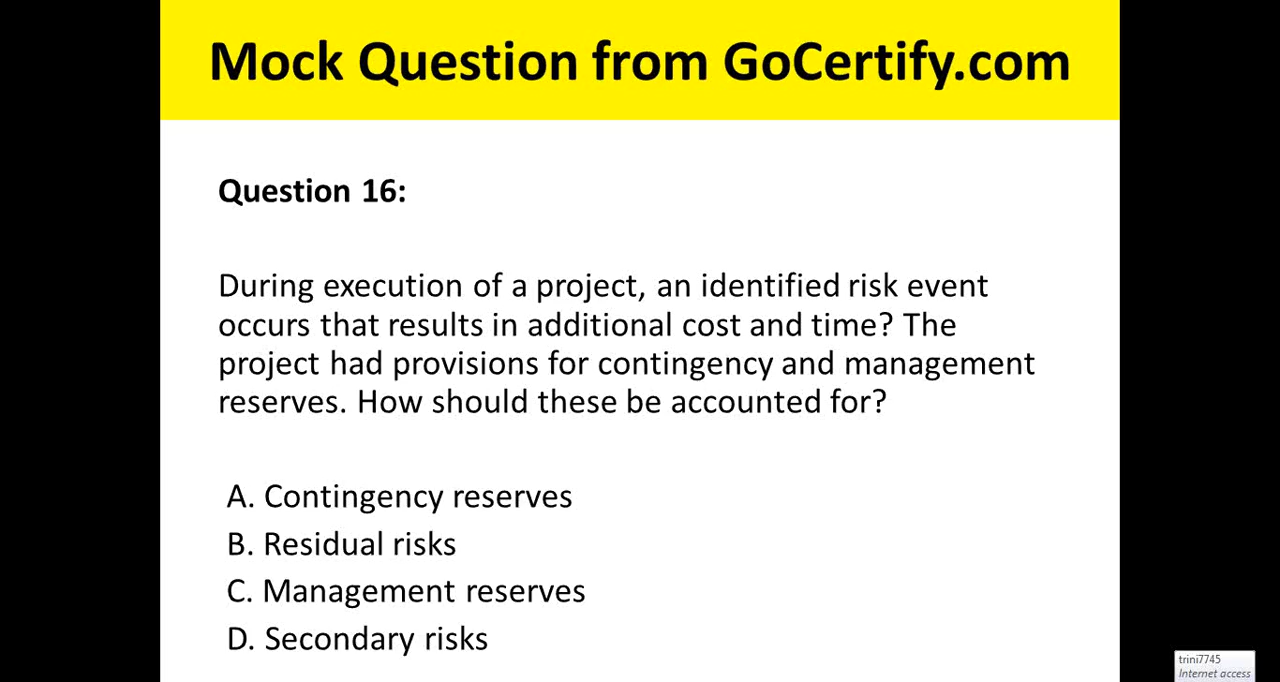 Mock Question from GoCertify.com
Question 16:
During execution of a project, an identified risk event
occurs that results in additional cost and time? The
project had provisions for contingency and management
reserves. How should these be accounted for?
A. Contingency reserves
B. Residual risks
C. Management reserves
D. Secondary risks
trini7745
Internet access